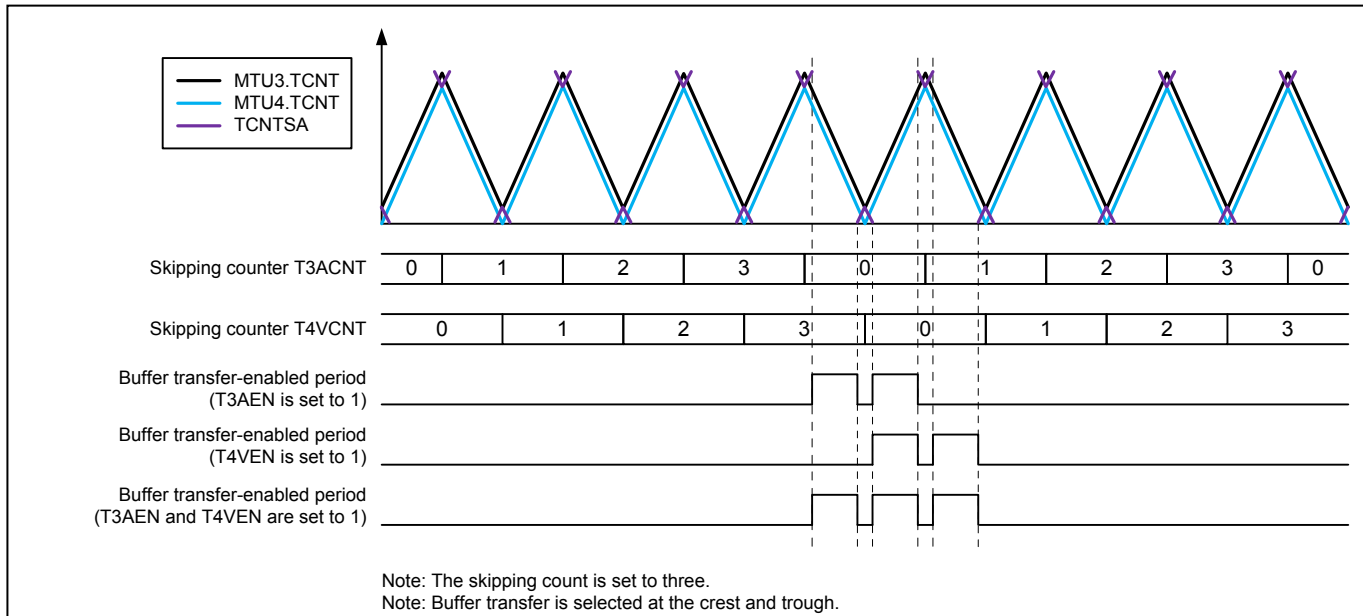 MTU3.TCNT
MTU4.TCNT
TCNTSA
Skipping counter T3ACNT 0 1 2 3 0 1 2 3 0
Skipping counter T4VCNT 0 1 2 3 0 1 2 3
Buffer transfer-enabled period
(T3AEN is set to 1)
Buffer transfer-enabled period
(T4VEN is set to 1)
Buffer transfer-enabled period
(T3AEN and T4VEN are set to 1)
Note: The skipping count is set to three.
Note: Buffer transfer is selected at the crest and trough.